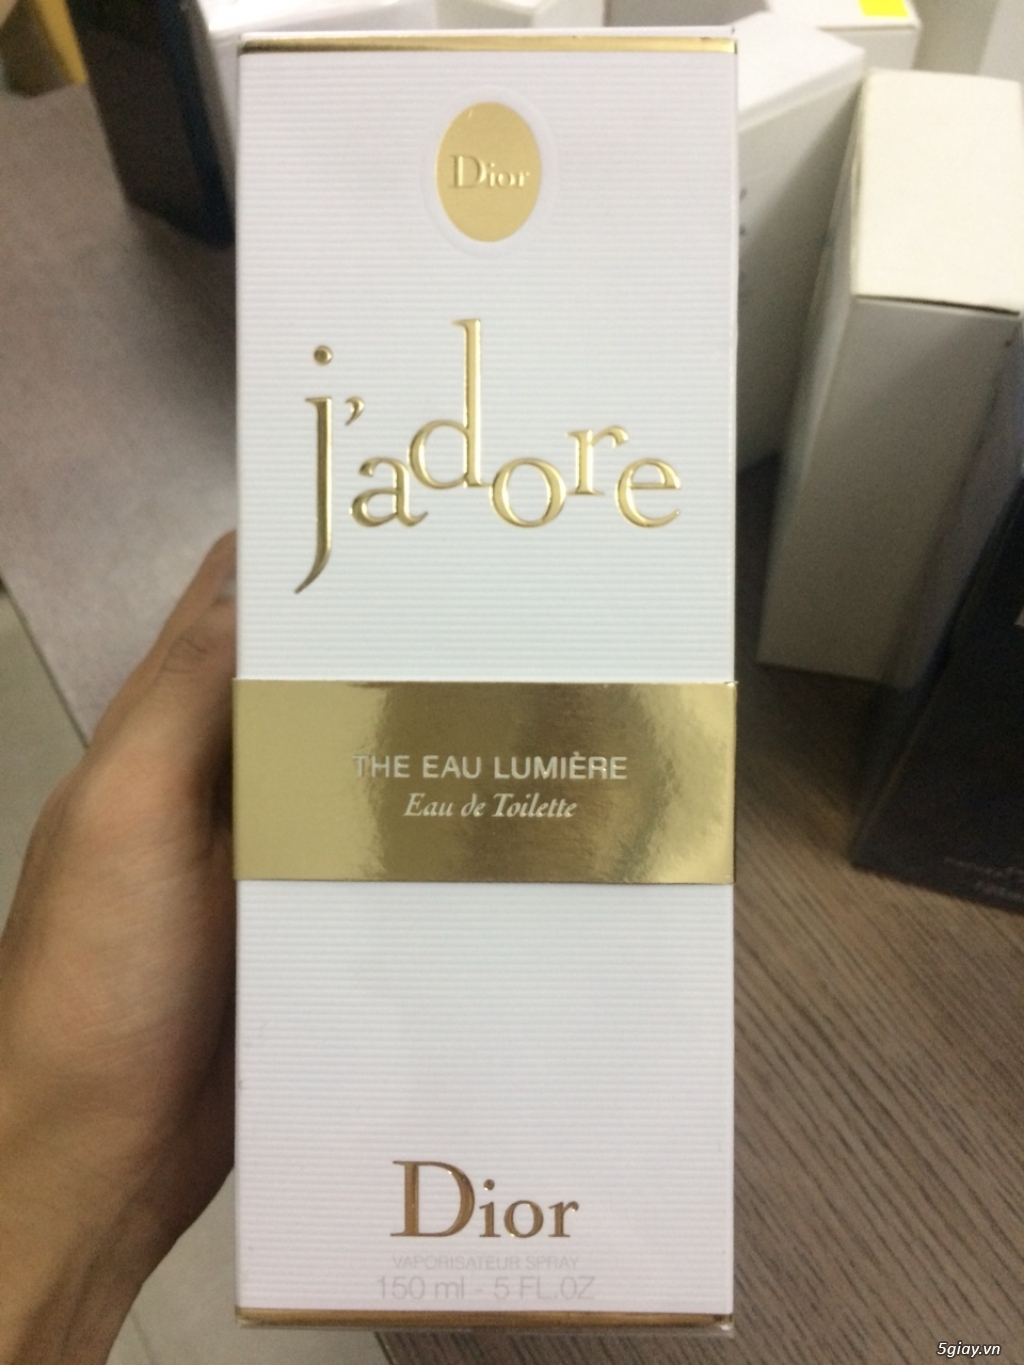 Dior
j'adore
THE EAU LUMIÈRE
Eau de Toilette
Dior
VAPORISATEUR SPRAY
150 ml - 5 FL.OZ
5giay.vn